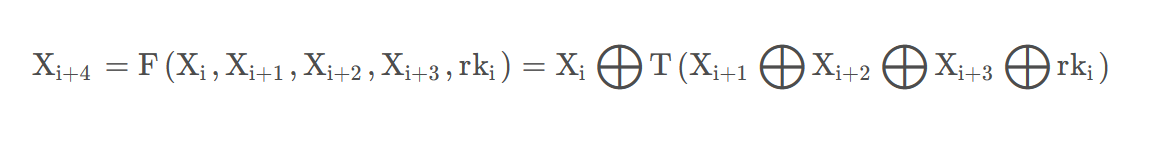 X_{i+4} = F(X_i, X_{i+1}, X_{i+2}, X_{i+3}, rk_i) = X_i ⨁ T(X_{i+1} ⨁ X_{i+2} ⨁ X_{i+3} ⨁ rk_i)